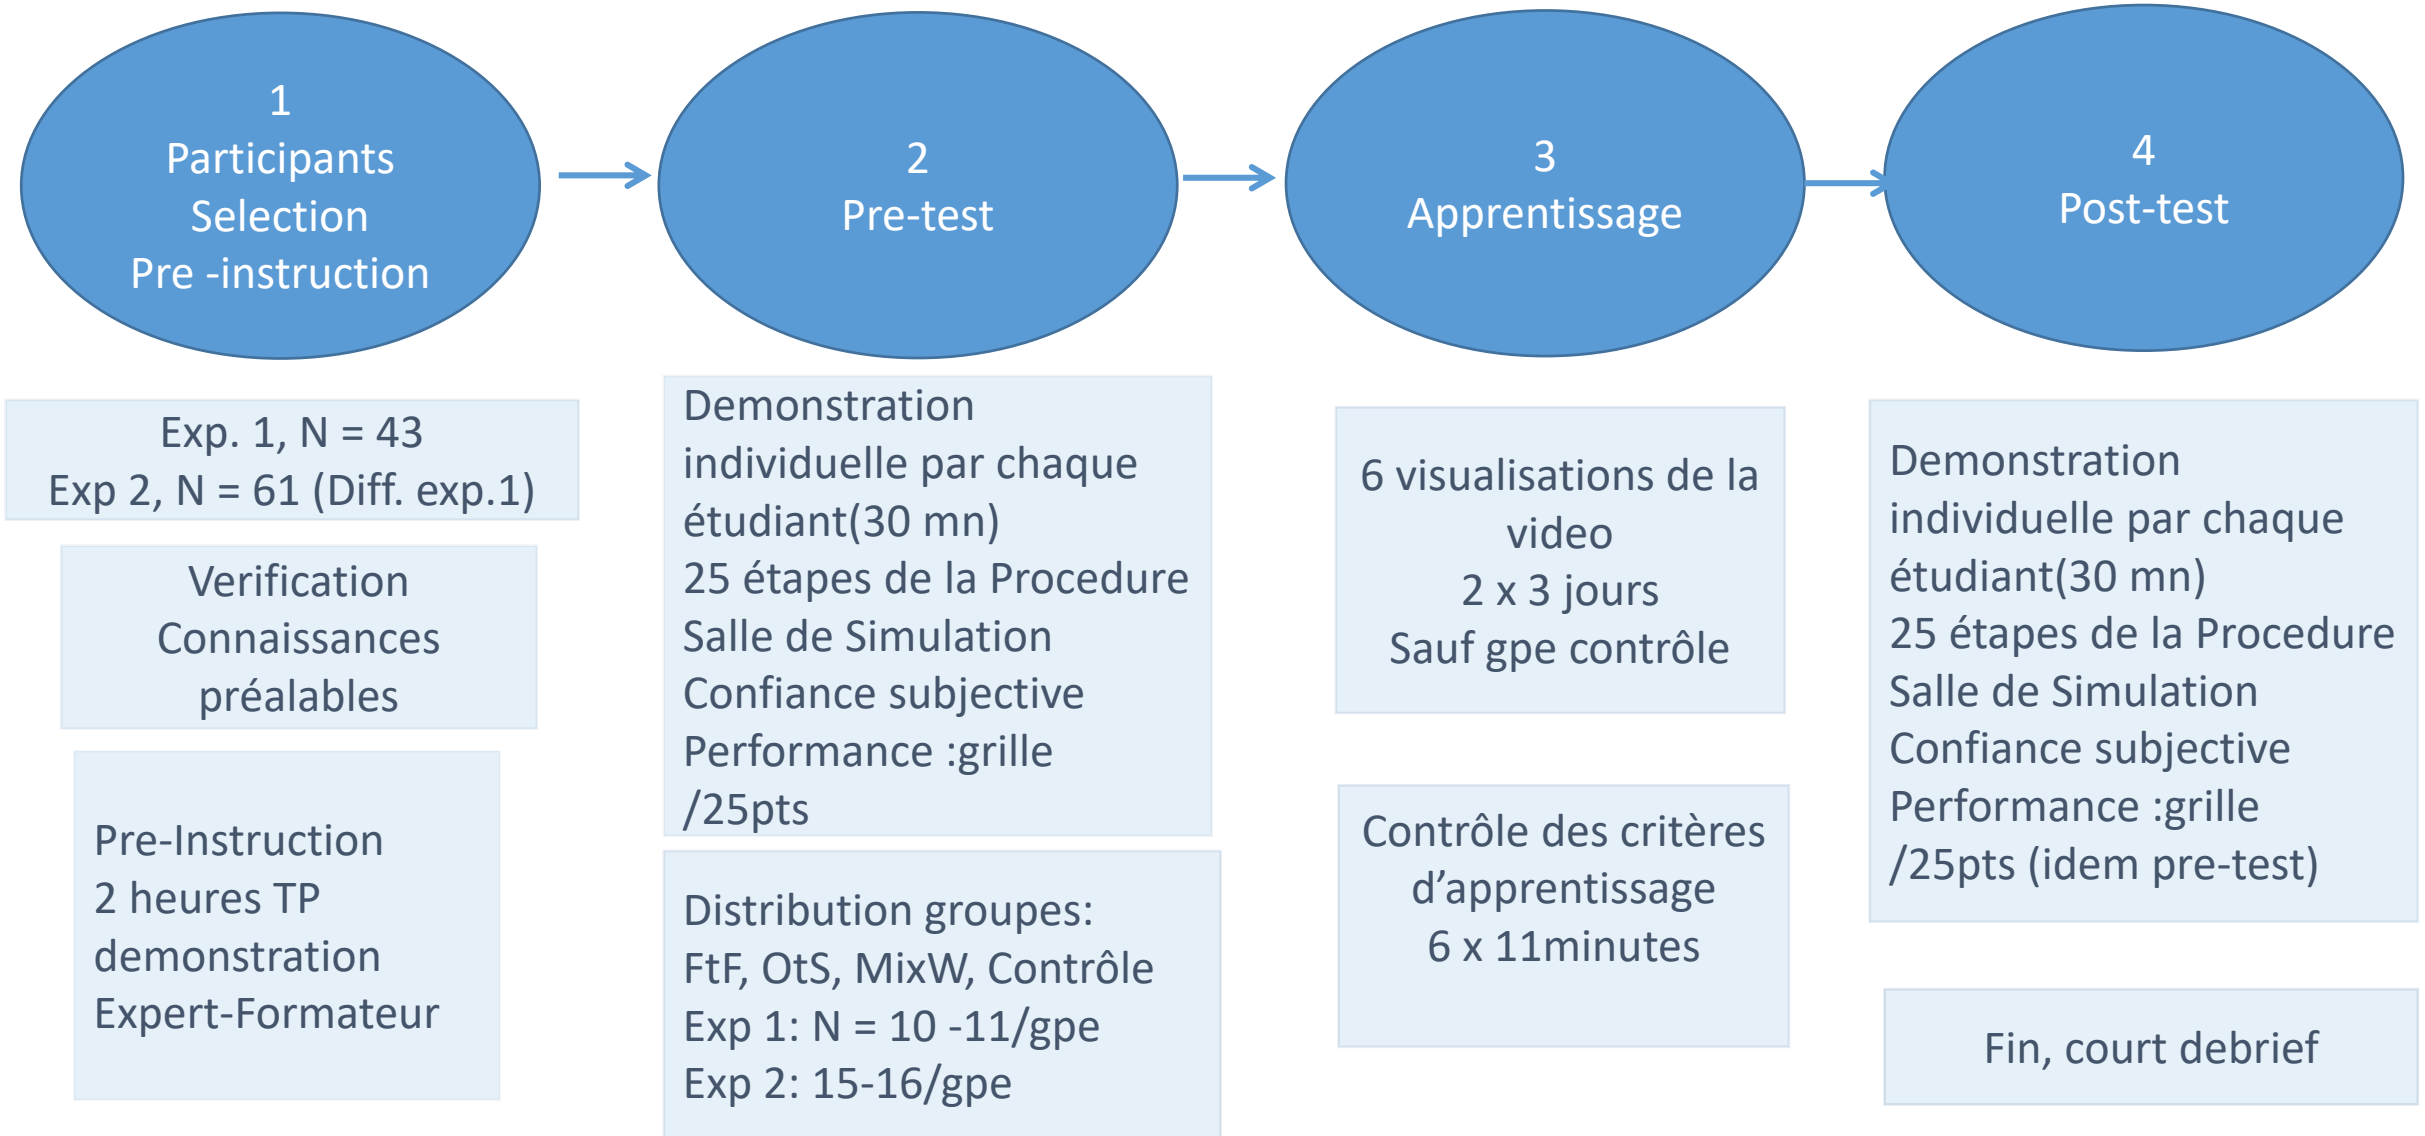 1
Participants
Selection
Pre -instruction
2
Pre-test
3
Apprentissage
4
Post-test
Exp. 1, N = 43
Exp 2, N = 61 (Diff. exp.1)
Verification
Connaissances
préalables
Pre-Instruction
2 heures TP
demonstration
Expert-Formateur
Demonstration
individuelle par chaque
étudiant(30 mn)
25 étapes de la Procedure
Salle de Simulation
Confiance subjective
Performance :grille
/25pts
Distribution groupes:
FtF, OtS, MixW, Contrôle
Exp 1: N = 10 -11/gpe
Exp 2: 15-16/gpe
6 visualisations de la
video
2 x 3 jours
Sauf gpe contrôle
Contrôle des critères
d’apprentissage
6 x 11minutes
Demonstration
individuelle par chaque
étudiant(30 mn)
25 étapes de la Procedure
Salle de Simulation
Confiance subjective
Performance :grille
/25pts (idem pre-test)
Fin, court debrief